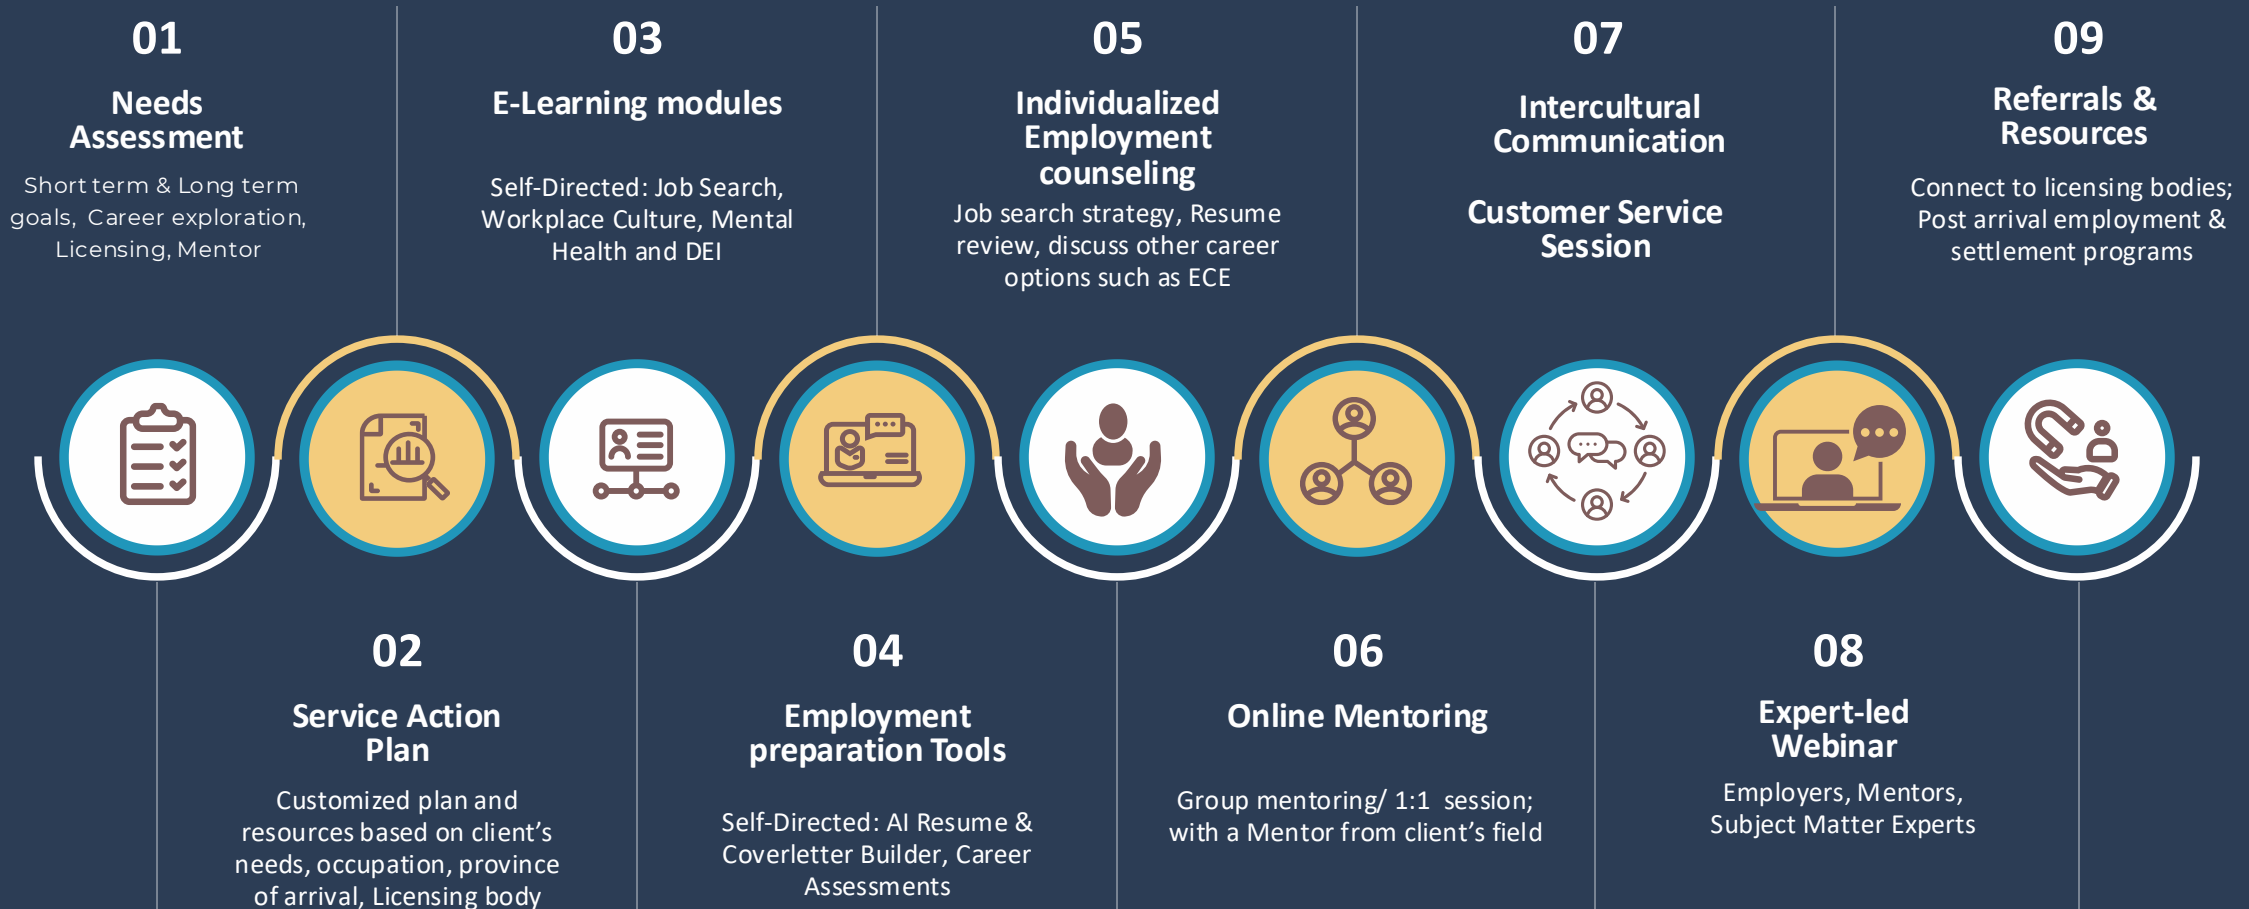 01
Needs
Assessment
Short term & Long term
goals, Career exploration,
Licensing, Mentor
02
Service Action
Plan
Customized plan and
resources based on client’s
needs, occupation, province
of arrival, Licensing body
03
E-Learning modules
Self-Directed: Job Search,
Workplace Culture, Mental
Health and DEI
04
Employment
preparation Tools
Self-Directed: AI Resume &
Coverletter Builder, Career
Assessments
05
Individualized
Employment
counseling
Job search strategy, Resume
review, discuss other career
options such as ECE
06
Online Mentoring
Group mentoring/ 1:1 session;
with a Mentor from client’s field
07
Intercultural
Communication
Customer Service
Session
08
Expert-led
Webinar
Employers, Mentors,
Subject Matter Experts
09
Referrals &
Resources
Connect to licensing bodies;
Post arrival employment &
settlement programs